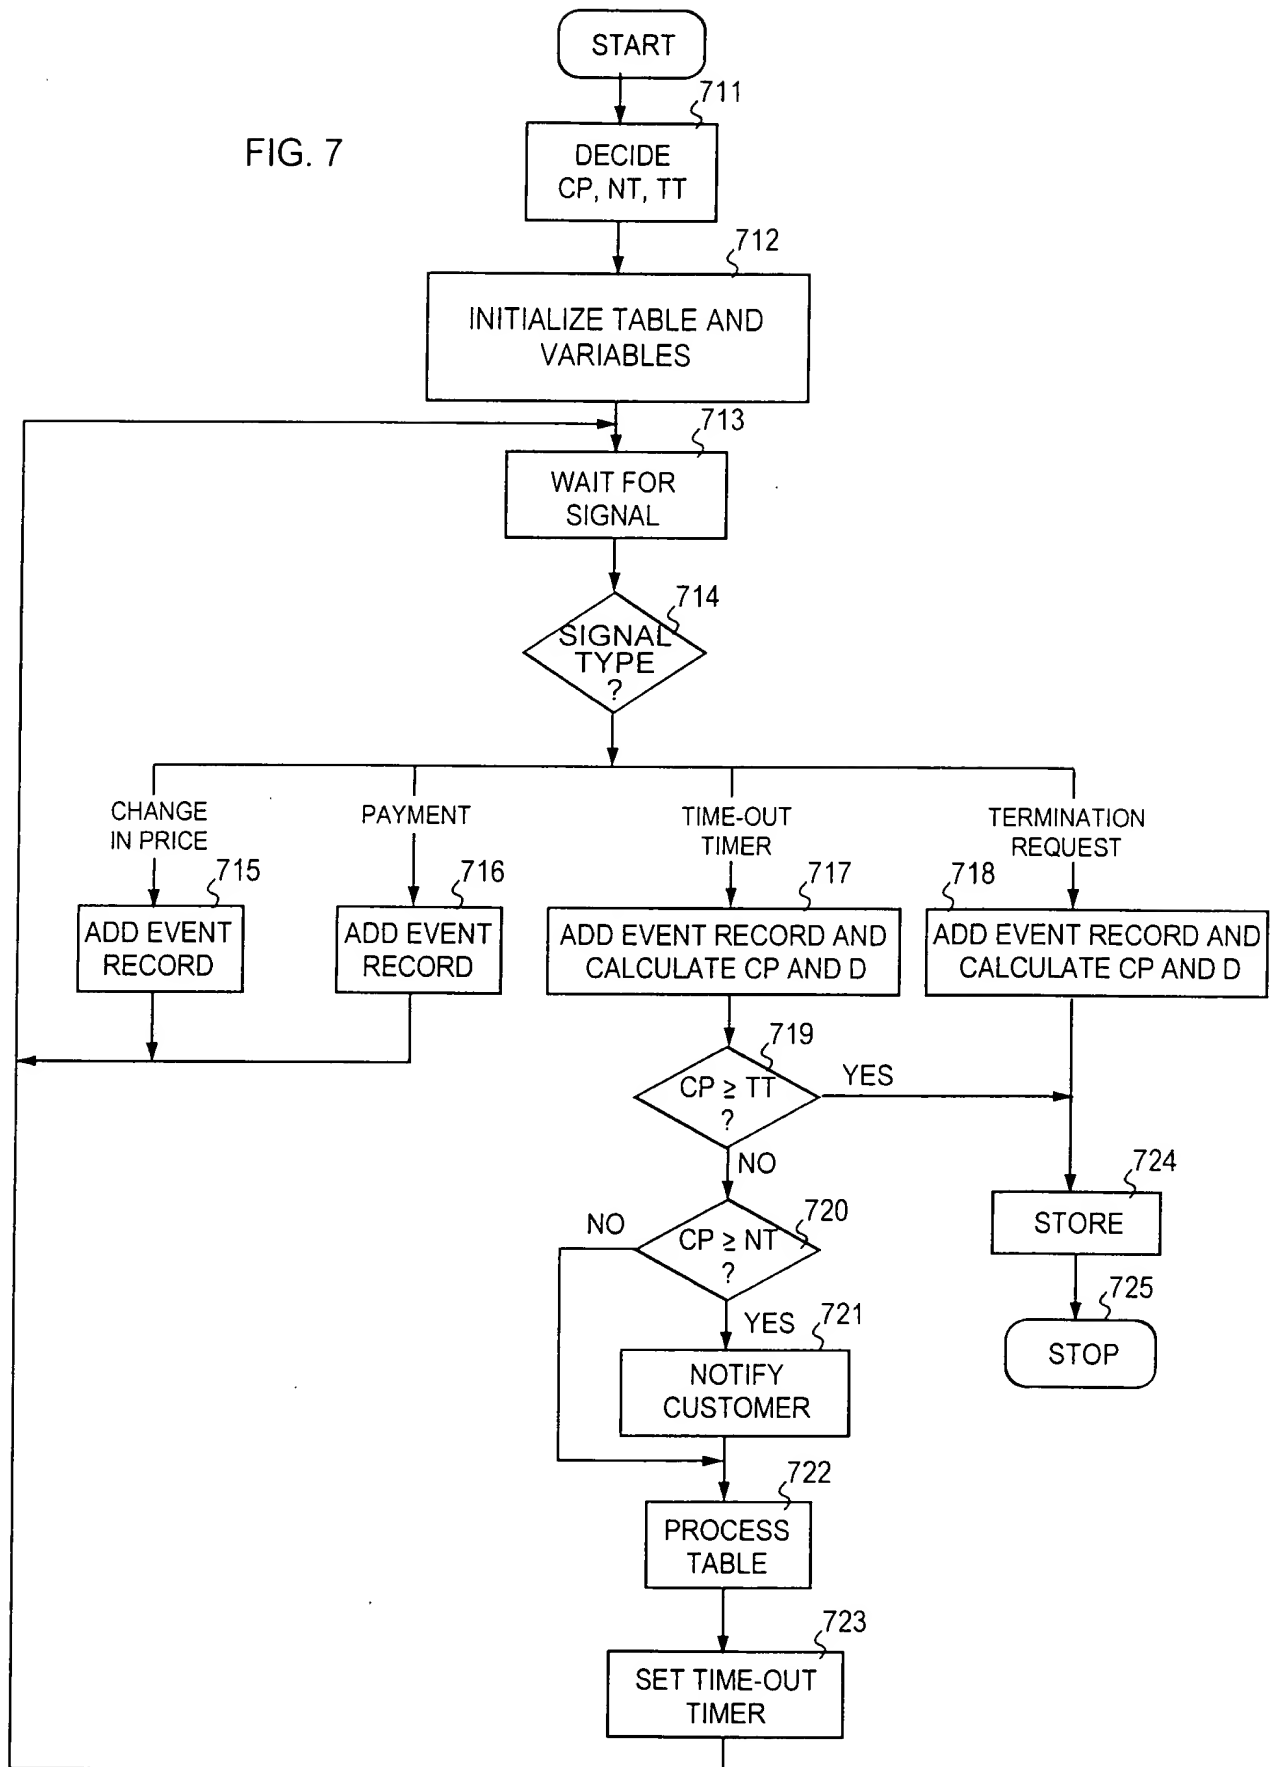 START
711
FIG. 7
DECIDE
CP, NT, TT
712
INITIALIZE TABLE AND
VARIABLES
713
WAIT FOR
SIGNAL
714
SIGNAL
TYPE
?
CHANGE
IN PRICE
PAYMENT
TIME-OUT
TIMER
TERMINATION
REQUEST
715
716
717
718
ADD EVENT
RECORD
ADD EVENT
RECORD
ADD EVENT RECORD AND
CALCULATE CP AND D
ADD EVENT RECORD AND
CALCULATE CP AND D
719
CP ≥ TT
?
YES
NO
724
STORE
720
NO
CP ≥ NT
?
725
STOP
YES
721
NOTIFY
CUSTOMER
722
PROCESS
TABLE
723
SET TIME-OUT
TIMER